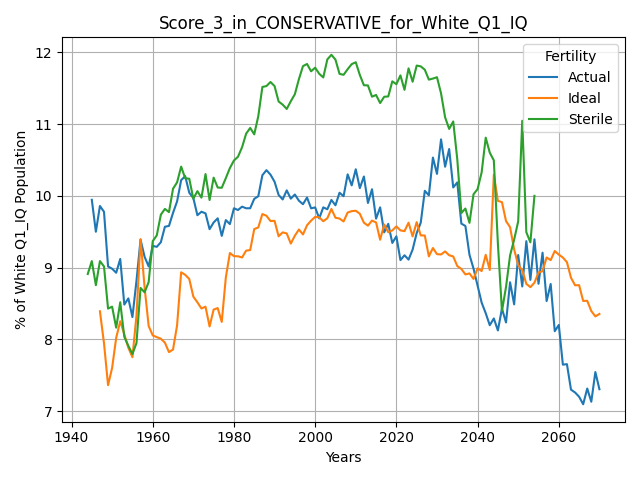 Score_3_in_CONSERVATIVE_for_White_Q1_IQ
% of White Q1_IQ Population
12
11
10
9
8
7
Fertility
Actual
Ideal
Sterile
1940
1960
1980
2000
2020
2040
2060
Years